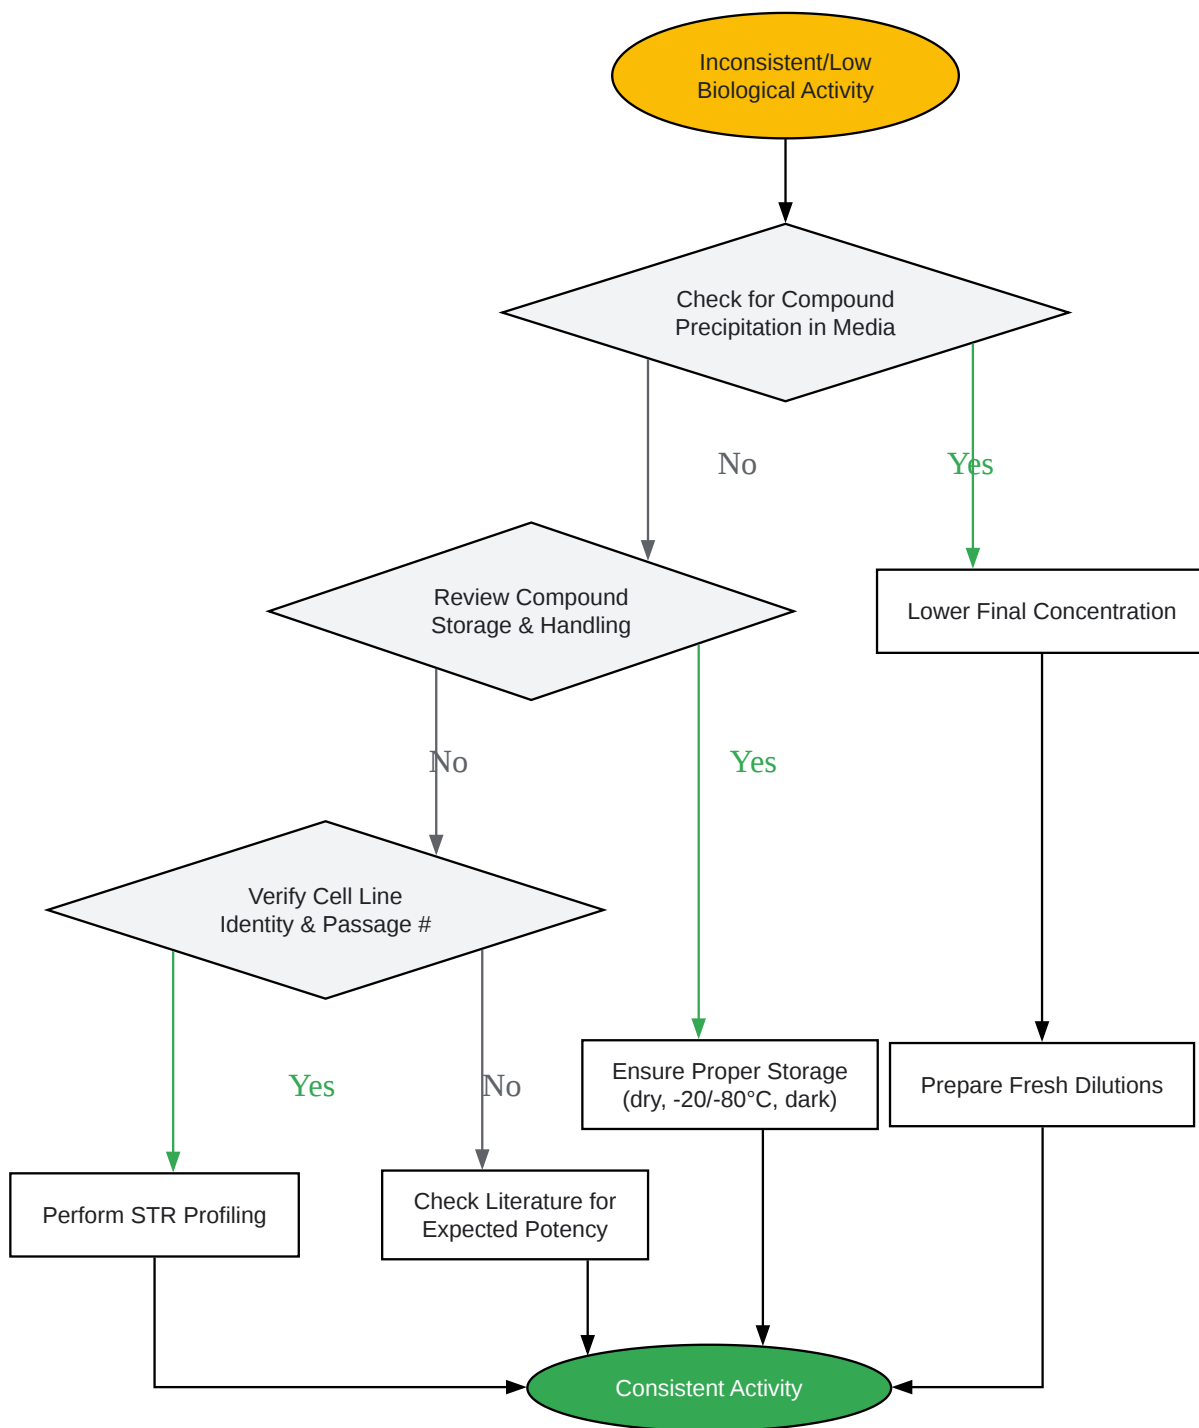 Inconsistent/Low
Biological Activity
Check for Compound
Precipitation in Media
No
Yes
Review Compound
Storage & Handling
Lower Final Concentration
No
Yes
Verify Cell Line
Identity & Passage #
Yes
No
Ensure Proper Storage
(dry, -20/-80°C, dark)
Prepare Fresh Dilutions
Perform STR Profiling
Check Literature for
Expected Potency
Consistent Activity